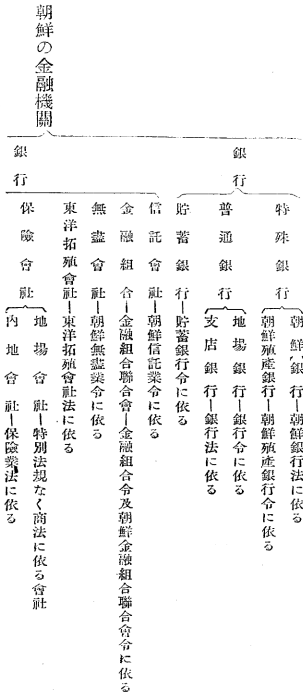 朝鮮の金融機關
銀行
特殊銀行
朝鮮銀行―朝鮮銀行法に依る
朝鮮殖產銀行―朝鮮殖產銀行令に依る
普通銀行
地場銀行―銀行令に依る
支店銀行―銀行法に依る
貯蓄銀行―貯蓄銀行令に依る
銀行
信託會社―朝鮮信託業令に依る
金融組合―金融組合聯合會―金融組合令及朝鮮金融組合聯合會令に依る
無盡會社―朝鮮無盡業令に依る
東洋拓殖會社―東洋拓殖會社法に依る
保險會社
地場會社―特別法規なく商法に依る會社
內地會社―保險業法に依る